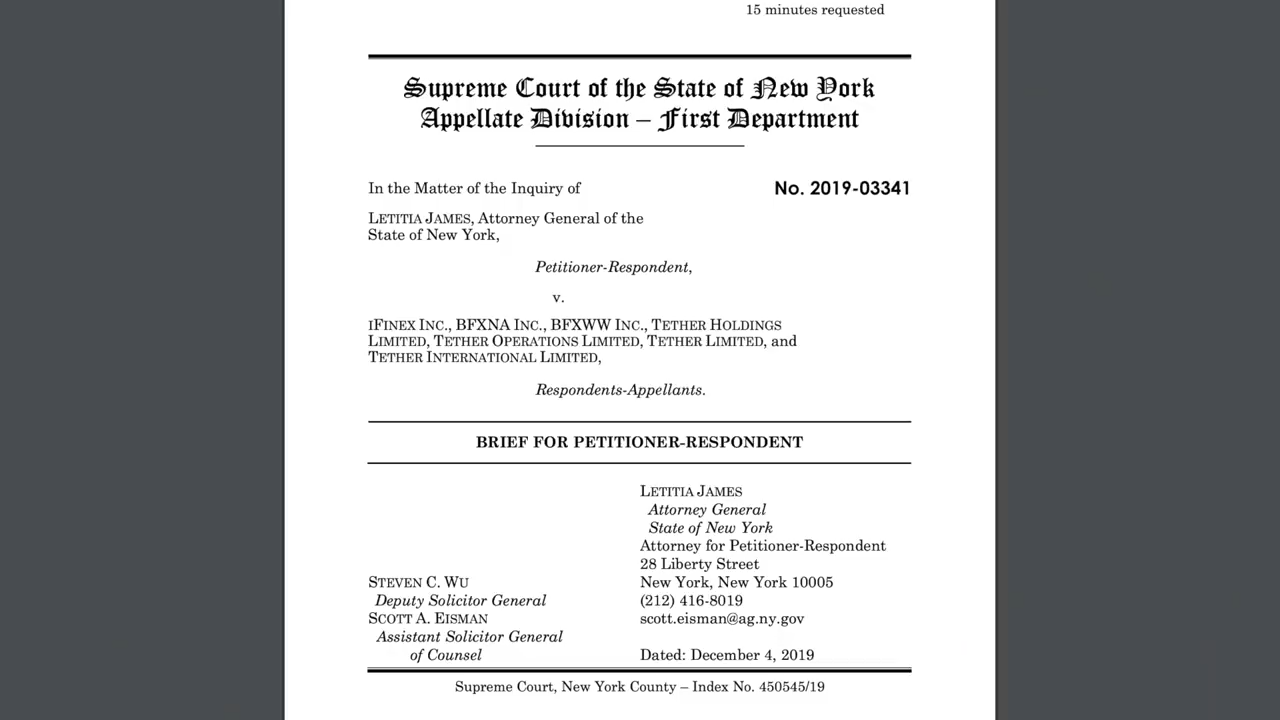 15 minutes requested
Supreme Court of the State of New York
Appellate Division – First Department
In the Matter of the Inquiry of
No. 2019-03341
LETITIA JAMES, Attorney General of the
State of New York,
Petitioner-Respondent,
v.
IFINEX INC., BFXNA INC., BFXWW INC., TETHER HOLDINGS
LIMITED, TETHER OPERATIONS LIMITED, TETHER LIMITED, and
TETHER INTERNATIONAL LIMITED,
Respondents-Appellants.
BRIEF FOR PETITIONER-RESPONDENT
LETITIA JAMES
Attorney General
State of New York
Attorney for Petitioner-Respondent
28 Liberty Street
New York, New York 10005
(212) 416-8019
scott.eisman@ag.ny.gov
STEVEN C. WU
Deputy Solicitor General
SCOTT A. EISMAN
Assistant Solicitor General
of Counsel
Dated: December 4, 2019
Supreme Court, New York County – Index No. 450545/19